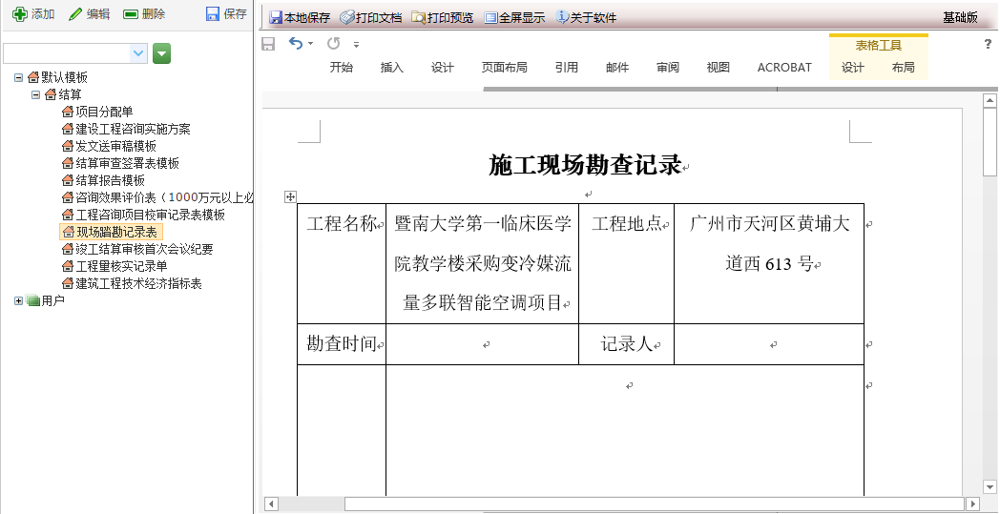 添加 编辑 删除 保存
默认模板
结算
项目分配单
建设工程咨询实施方案
发文送审稿模板
结算审查签署表模板
结算报告模板
咨询效果评价表（1000万元以上必
工程咨询项目校审记录表模板
现场踏勘记录表
竣工结算审核首次会议纪要
工程量核实记录单
建筑工程技术经济指标表
用户
本地保存 打印文档 打印预览 全屏显示 关于软件 基础版
表格工具 ?
开始 插入 设计 页面布局 引用 邮件 审阅 视图 ACROBAT 设计 布局
施工现场勘查记录
工程名称 暨南大学第一临床医学 工程地点 广州市天河区黄埔大
院教学楼采购变冷媒流 道西 613 号
量多联智能空调项目
勘查时间 记录人